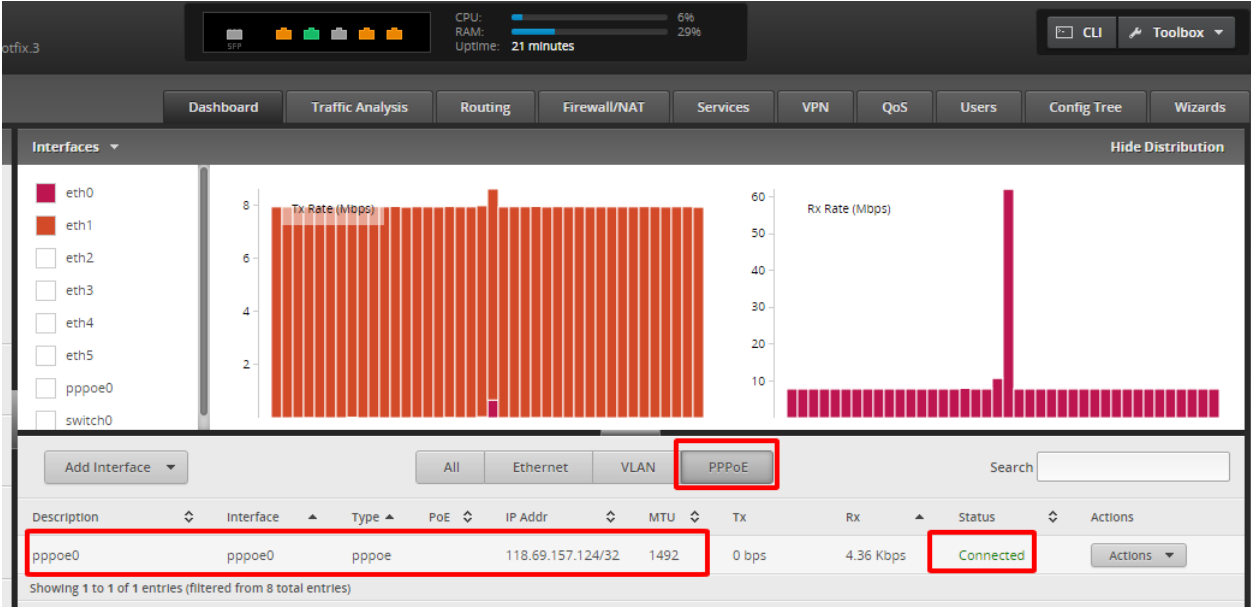 CPU: 6%
RAM: 29%
Uptime: 21 minutes
SFP
otfix.3
CLI
Toolbox
Dashboard Traffic Analysis Routing Firewall/NAT Services VPN QoS Users Config Tree Wizards
Interfaces Hide Distribution
eth0
eth1
eth2
eth3
eth4
eth5
pppoe0
switch0
Tx Rate (Mbps)
8
6
4
2
Rx Rate (Mbps)
60
50
40
30
20
10
Add Interface All Ethernet VLAN PPPoE Search
Description Interface Type PoE IP Addr MTU Tx Rx Status Actions
pppoe0 pppoe0 pppoe 118.69.157.124/32 1492 0 bps 4.36 Kbps Connected Actions
Showing 1 to 1 of 1 entries (filtered from 8 total entries)